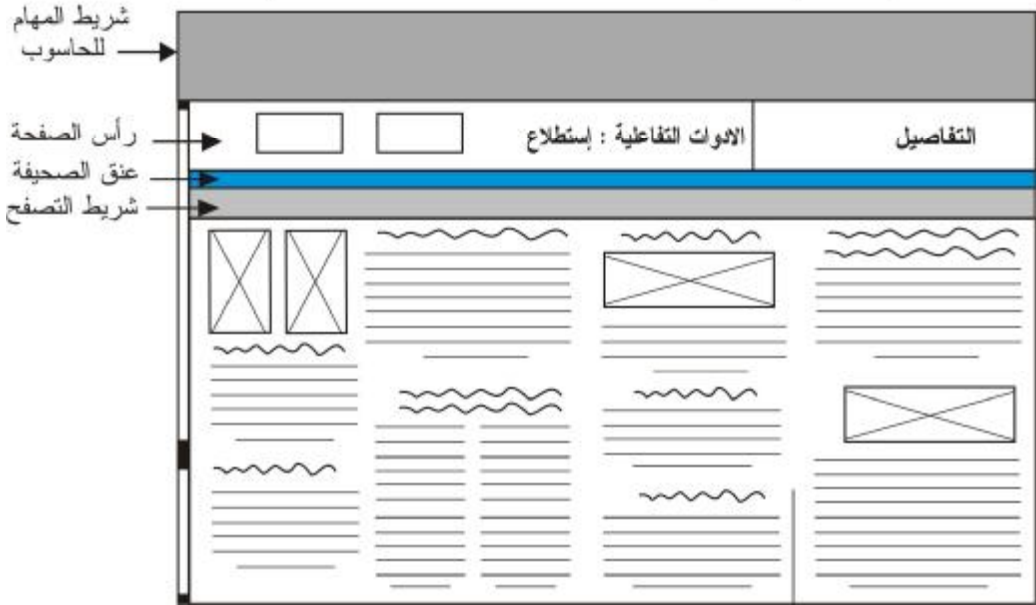 شريط المهام
للحاسوب
رأس الصفحة
عنق الصحيفة
شريط التصفح
التفاصيل
الادوات التفاعلية : إستطلاع